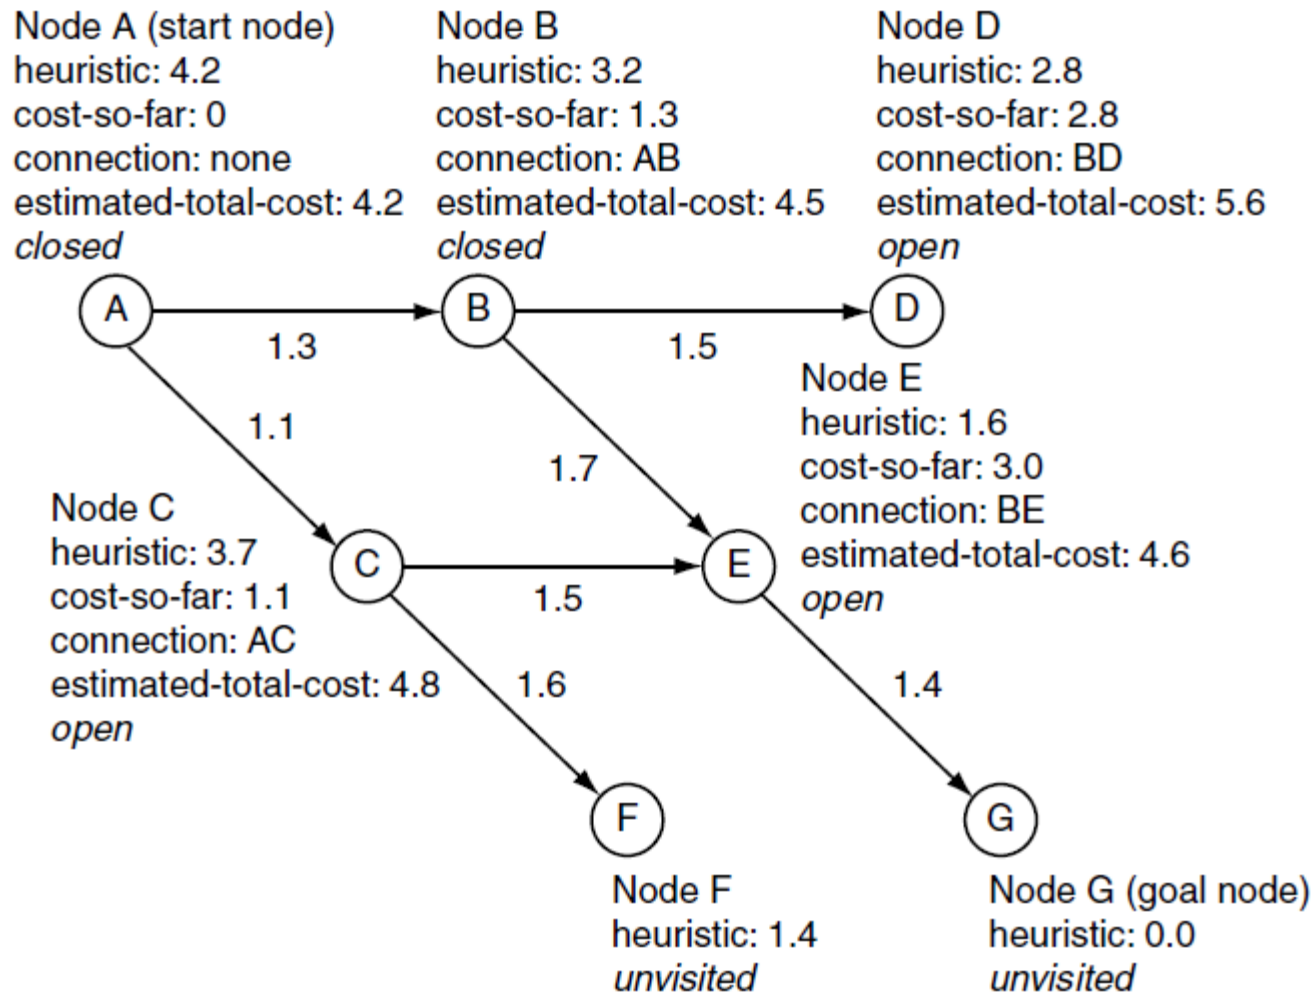 Node A (start node)
heuristic: 4.2
cost-so-far: 0
connection: none
estimated-total-cost: 4.2
closed
Node B
heuristic: 3.2
cost-so-far: 1.3
connection: AB
estimated-total-cost: 4.5
closed
Node D
heuristic: 2.8
cost-so-far: 2.8
connection: BD
estimated-total-cost: 5.6
open
A
B
D
1.3
1.5
1.1
1.7
Node E
heuristic: 1.6
cost-so-far: 3.0
connection: BE
estimated-total-cost: 4.6
open
Node C
heuristic: 3.7
cost-so-far: 1.1
connection: AC
estimated-total-cost: 4.8
open
C
E
1.5
1.6
1.4
F
G
Node F
heuristic: 1.4
unvisited
Node G (goal node)
heuristic: 0.0
unvisited